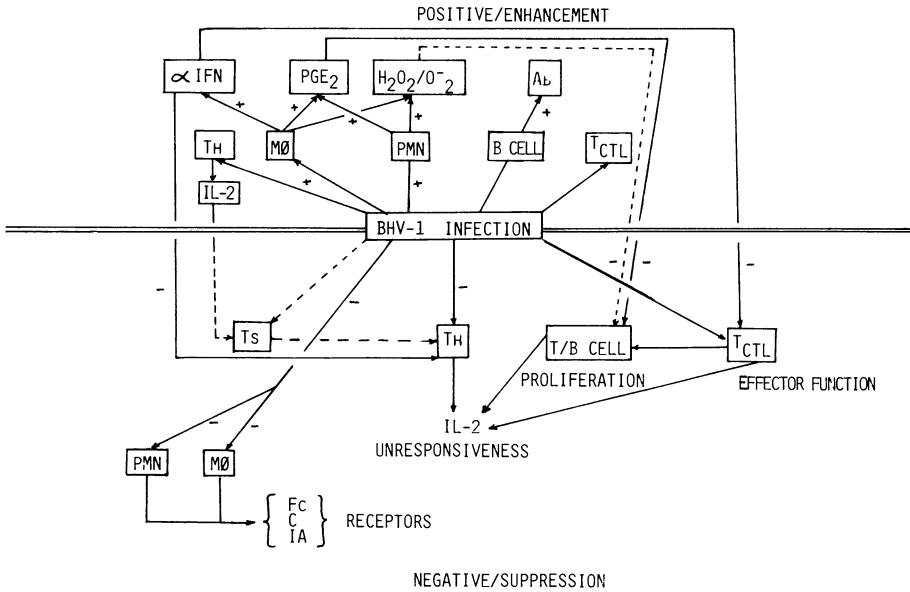 POSITIVE/ENHANCEMENT
∝ IFN
PGE2
H2O2/O-2
Ab
+
+
+
+
+
TH
MØ
PMN
B CELL
TCTL
IL-2
+
+
+
BHV-1 INFECTION
-
-
-
-
-
-
-
TS
TH
T/B CELL
TCTL
PROLIFERATION
EFFECTOR FUNCTION
IL-2
UNRESPONSIVENESS
-
-
PMN
MØ
FC
C
IA
RECEPTORS
NEGATIVE/SUPPRESSION